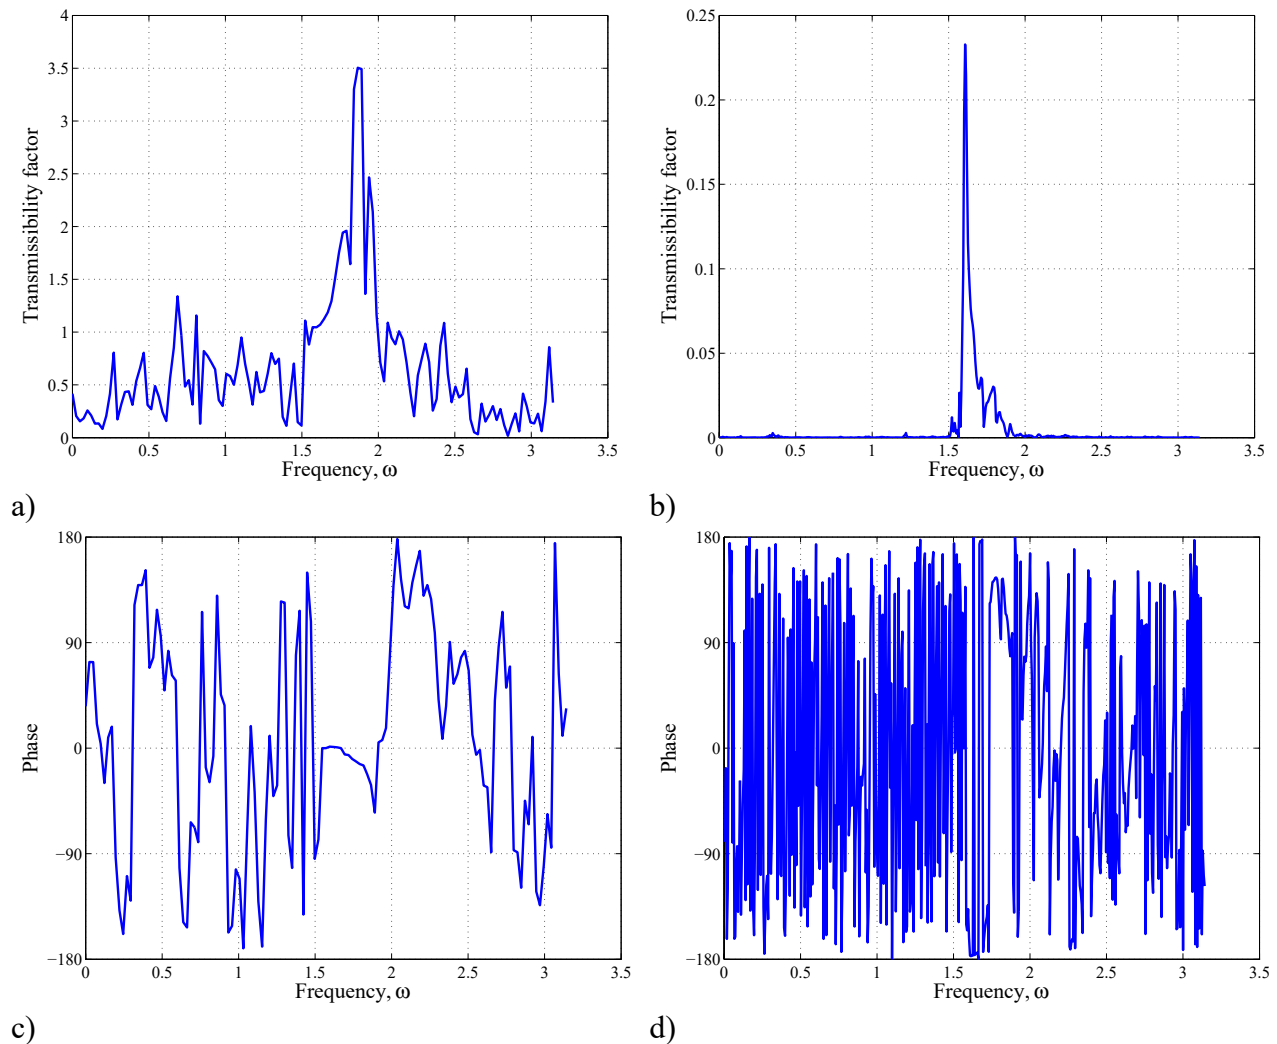 4
3.5
3
2.5
2
1.5
1
0.5
0
Transmissibility factor
0 0.5 1 1.5 2 2.5 3 3.5
Frequency, ω
a)
0.25
0.2
0.15
0.1
0.05
0
Transmissibility factor
0 0.5 1 1.5 2 2.5 3 3.5
Frequency, ω
b)
180
90
0
−90
−180
Phase
0 0.5 1 1.5 2 2.5 3 3.5
Frequency, ω
c)
180
90
0
−90
−180
Phase
0 0.5 1 1.5 2 2.5 3 3.5
Frequency, ω
d)